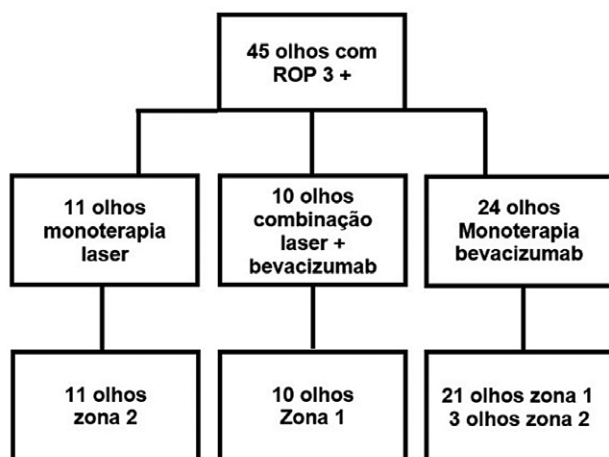 45 olhos com
ROP 3 +
11 olhos
monoterapia
laser
10 olhos
combinação
laser +
bevacizumab
24 olhos
Monoterapia
bevacizumab
11 olhos
zona 2
10 olhos
Zona 1
21 olhos zona 1
3 olhos zona 2